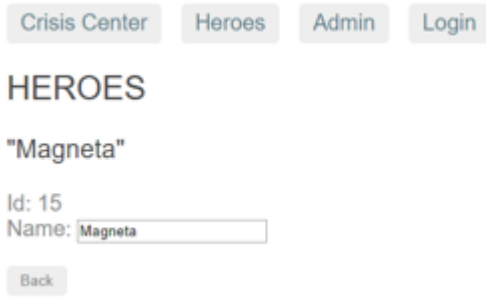 Crisis Center Heroes Admin Login
HEROES
"Magneta"
Id: 15
Name: Magneta
Back